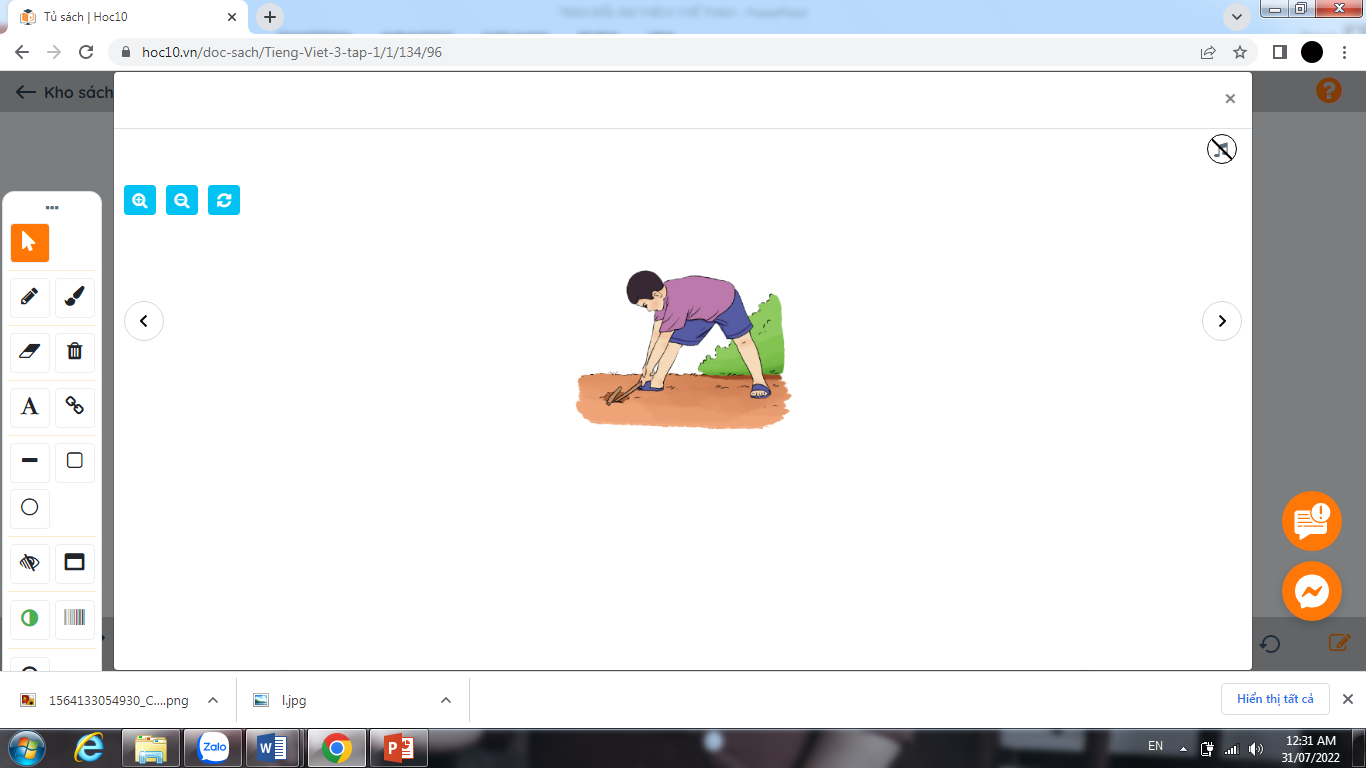 Tủ sách | Hoc10
hoc10.vn/doc-sach/Tieng-Viet-3-tap-1/1/134/96
Kho sách
1564133054930_C....png
l.jpg
Hiển thị tất cả
Zalo
EN
12:31 AM
31/07/2022